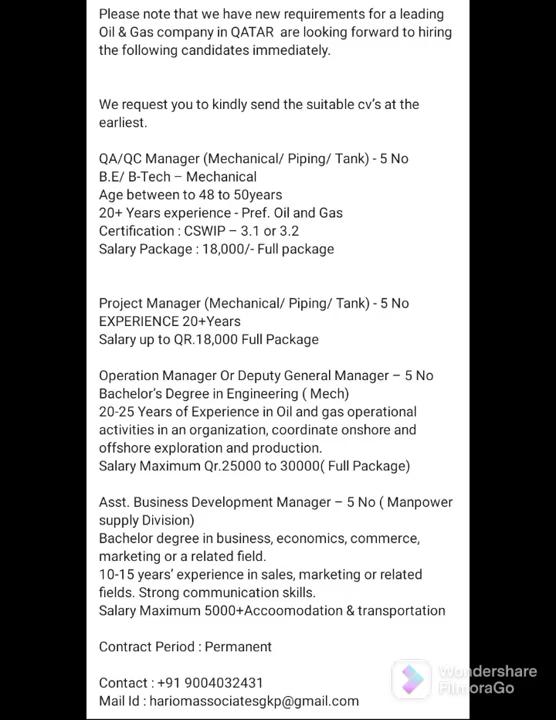 Please note that we have new requirements for a leading
Oil & Gas company in QATAR are looking forward to hiring
the following candidates immediately.
We request you to kindly send the suitable cv's at the
earliest.
QA/QC Manager (Mechanical/ Piping/ Tank) - 5 No
B.E/ B-Tech – Mechanical
Age between to 48 to 50years
20+ Years experience - Pref. Oil and Gas
Certification : CSWIP – 3.1 or 3.2
Salary Package : 18,000/- Full package
Project Manager (Mechanical/ Piping/ Tank) - 5 No
EXPERIENCE 20+Years
Salary up to QR.18,000 Full Package
Operation Manager Or Deputy General Manager – 5 No
Bachelor's Degree in Engineering ( Mech)
20-25 Years of Experience in Oil and gas operational
activities in an organization, coordinate onshore and
offshore exploration and production.
Salary Maximum Qr.25000 to 30000( Full Package)
Asst. Business Development Manager – 5 No ( Manpower
supply Division)
Bachelor degree in business, economics, commerce,
marketing or a related field.
10-15 years' experience in sales, marketing or related
fields. Strong communication skills.
Salary Maximum 5000+Accoomodation & transportation
Contract Period : Permanent
Contact : +91 9004032431
Mail Id : hariomassociatesgkp@gmail.com
Wondershare
FilmoraGo